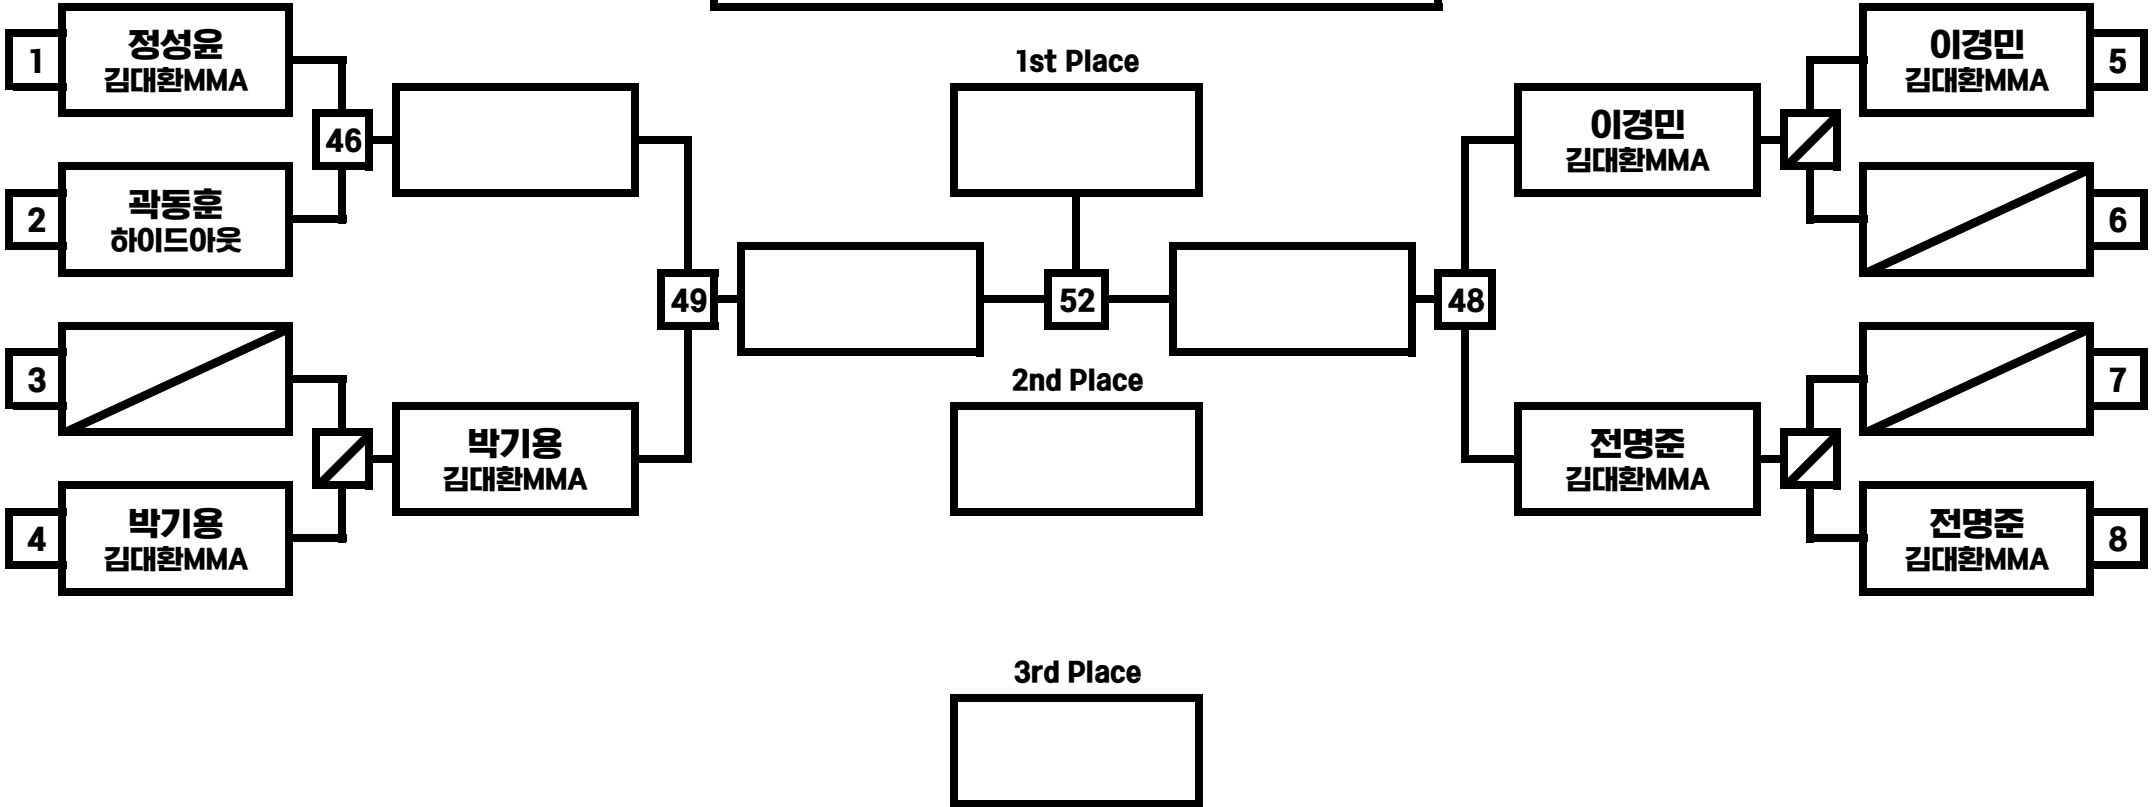 1
정성윤
김대환MMA
46
2
곽동훈
하이드아웃
3
4
박기용
김대환MMA
박기용
김대환MMA
49
1st Place
52
2nd Place
3rd Place
48
이경민
김대환MMA
전명준
김대환MMA
이경민
김대환MMA
5
6
7
전명준
김대환MMA
8